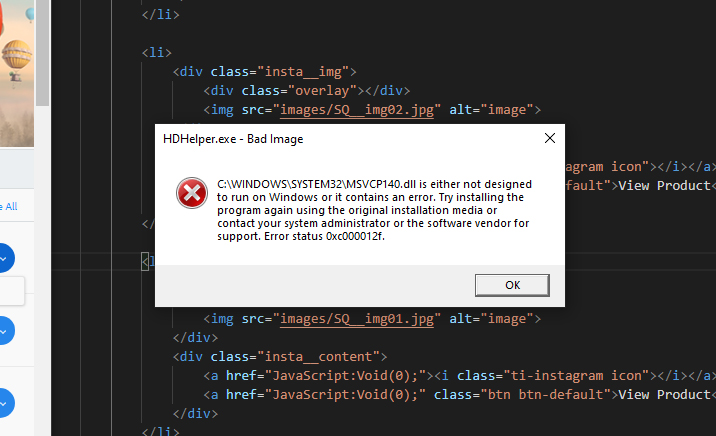 </li>
<li>
<div class="insta__img">
<div class="overlay"></div>
<img src="images/SQ__img02.jpg" alt="image">
HDHelper.exe - Bad Image
C:\WINDOWS\SYSTEM32\MSVCP140.dll is either not designed
to run on Windows or it contains an error. Try installing the
program again using the original installation media or
contact your system administrator or the software vendor for
support. Error status 0xc000012f.
OK
agram icon"></i></a>
fault">View Product<
All
</
<l
<img src="images/SQ__img01.jpg" alt="image">
</div>
<div class="insta__content">
<a href="JavaScript:Void(0);"><i class="ti-instagram icon"></i></a>
<a href="JavaScript:Void(0);" class="btn btn-default">View Product<
</div>
</li>